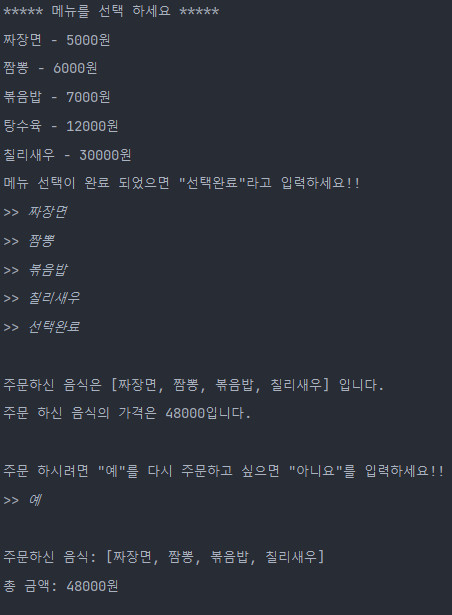 ***** 메뉴를 선택 하세요 *****
짜장면 - 5000원
짬뽕 - 6000원
볶음밥 - 7000원
탕수육 - 12000원
칠리새우 - 30000원
메뉴 선택이 완료 되었으면 "선택완료"라고 입력하세요!!
>> 짜장면
>> 짬뽕
>> 볶음밥
>> 칠리새우
>> 선택완료
주문하신 음식은 [짜장면, 짬뽕, 볶음밥, 칠리새우] 입니다.
주문 하신 음식의 가격은 48000입니다.
주문 하시려면 "예"를 다시 주문하고 싶으면 "아니요"를 입력하세요!!
>> 예
주문하신 음식: [짜장면, 짬뽕, 볶음밥, 칠리새우]
총 금액: 48000원